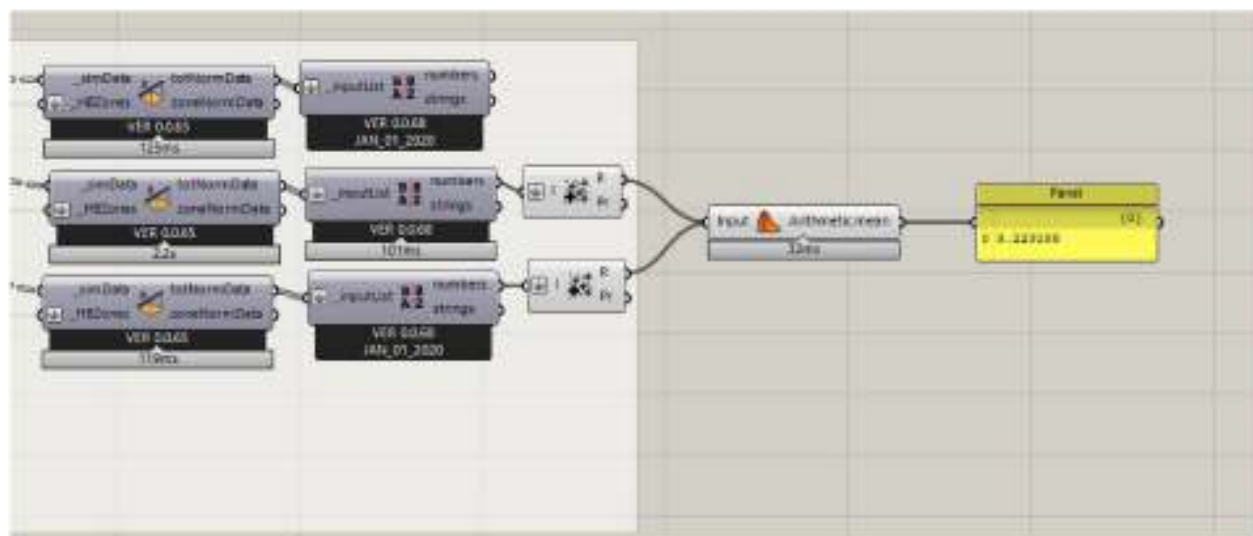 _simData totNormData
_HBZones zoneNormData
VER 0.0.65
125ms
_inputList numbers
strings
VER 0.0.68
JAN_01_2020
_simData totNormData
_HBZones zoneNormData
VER 0.0.65
2.2s
_inputList numbers
strings
VER 0.0.68
101ms
I R
Pr
_simData totNormData
_HBZones zoneNormData
VER 0.0.65
119ms
_inputList numbers
strings
VER 0.0.68
JAN_01_2020
I R
Pr
Input Arithmetic mean
33ms
Panel
{0}